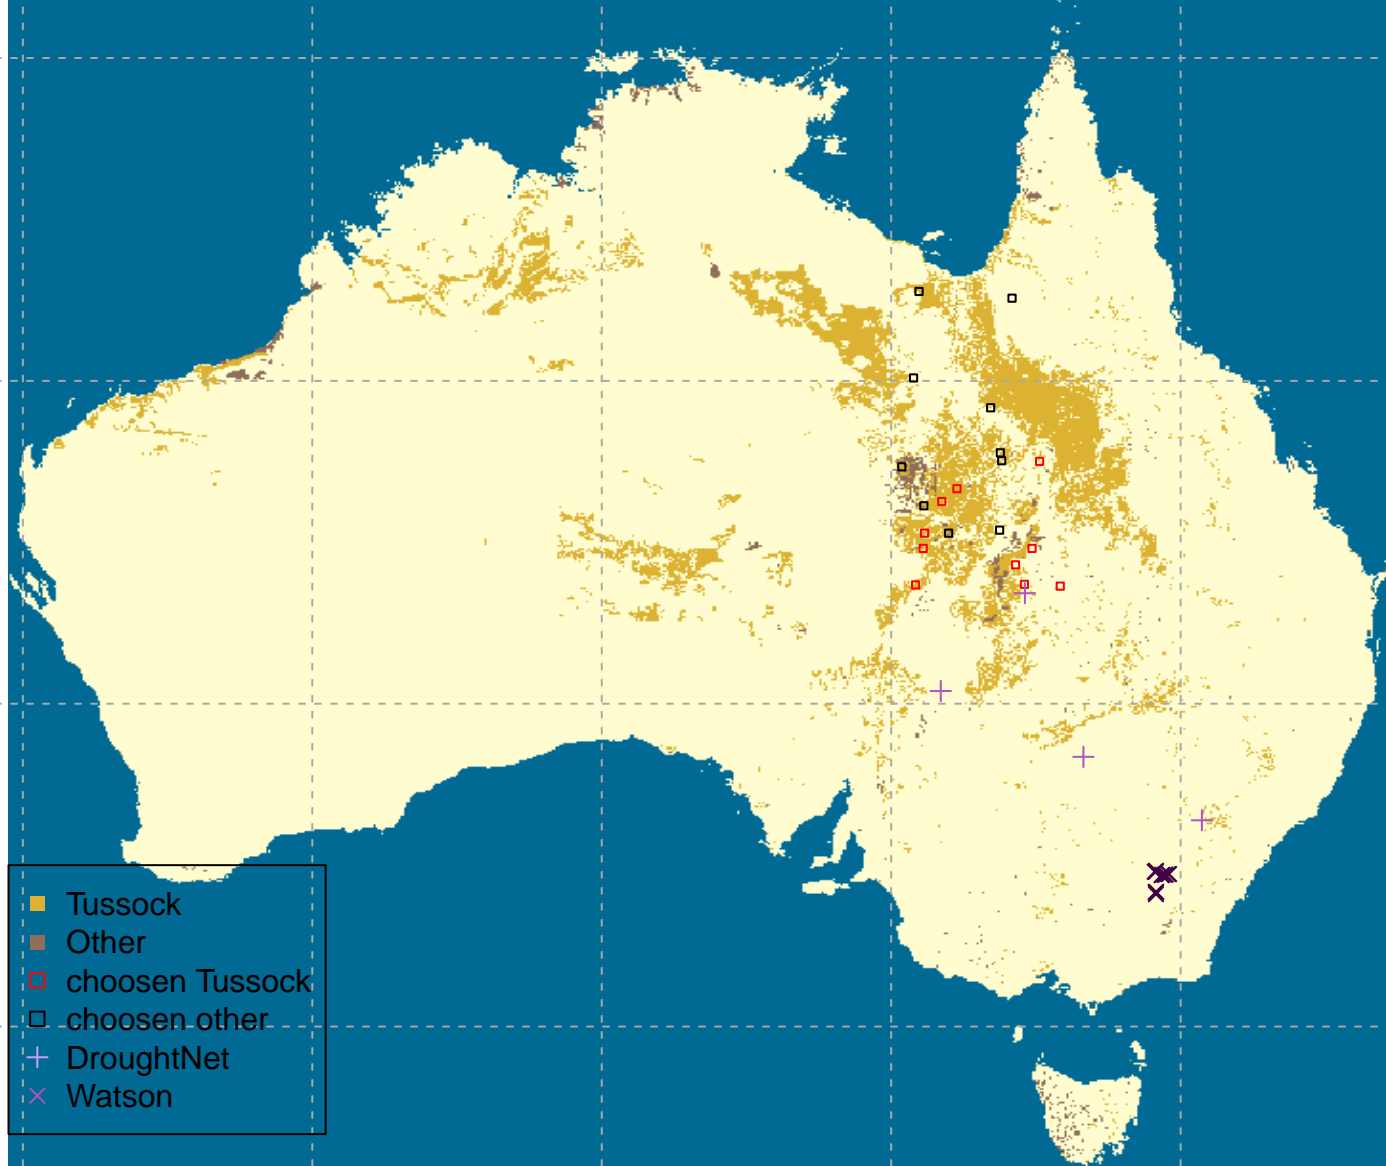 Tussock
Other
choosen Tussock
choosen other
DroughtNet
Watson